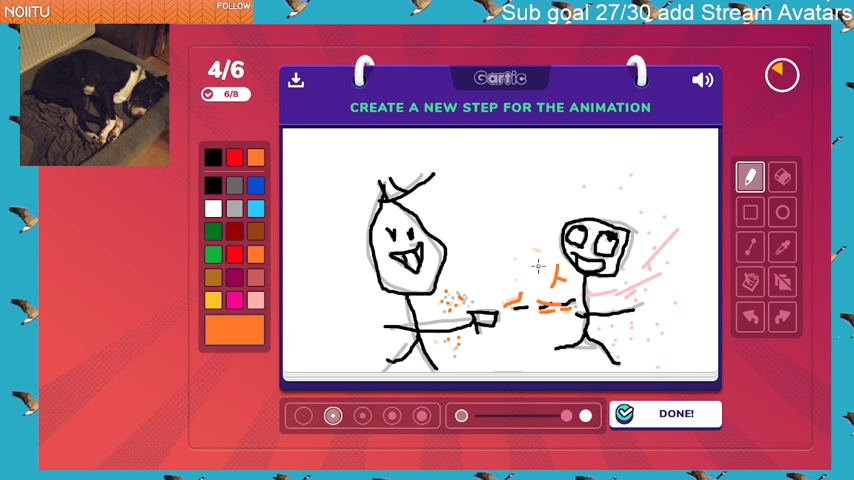 NOIITU
FOLLOW
Sub goal 27/30 add Stream Avatars
4/6
6/8
Gartic
CREATE A NEW STEP FOR THE ANIMATION
DONE!